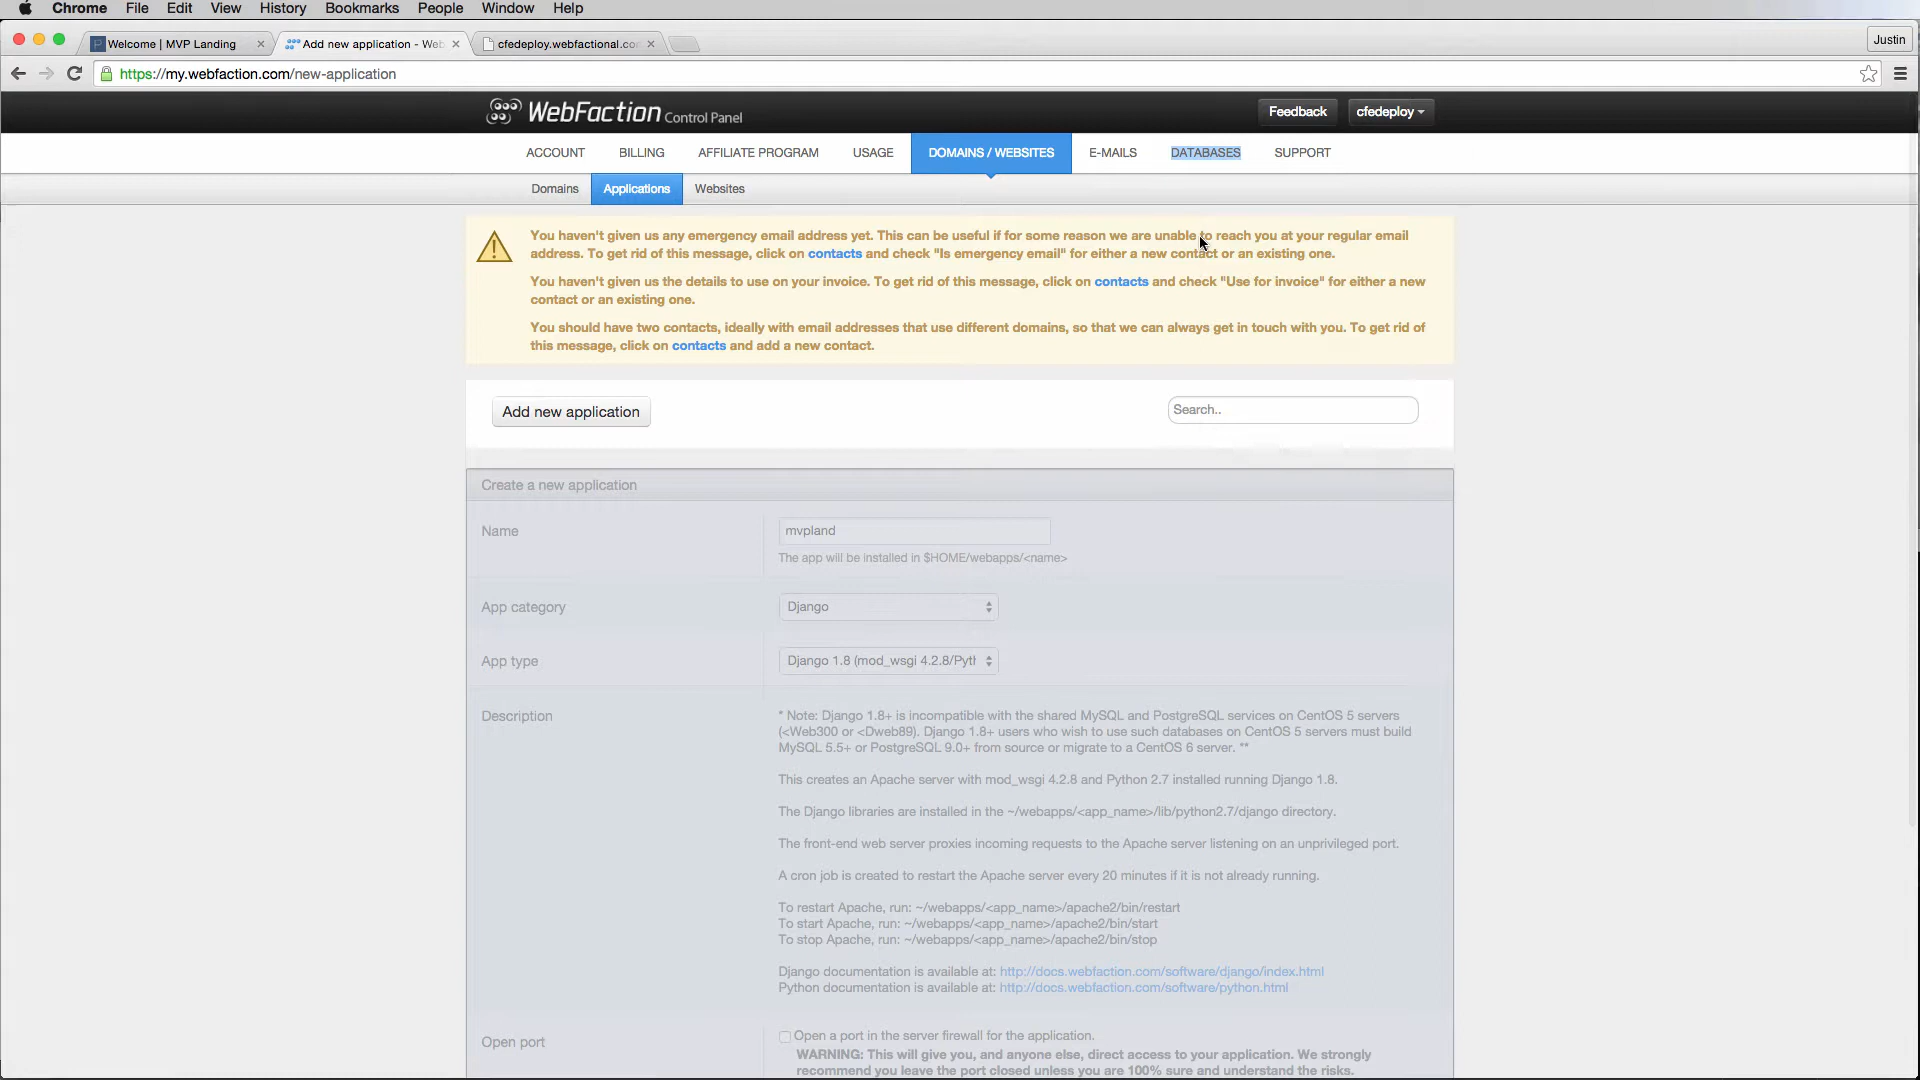 Chrome File Edit View History Bookmarks People Window Help
Welcome | MVP Landing
Add new application - Web
cfedeploy.webfactional.co
Justin
https://my.webfaction.com/new-application
WebFaction Control Panel
Feedback
cfedeploy
ACCOUNT BILLING AFFILIATE PROGRAM USAGE DOMAINS / WEBSITES E-MAILS DATABASES SUPPORT
Domains Applications Websites
You haven't given us any emergency email address yet. This can be useful if for some reason we are unable to reach you at your regular email
address. To get rid of this message, click on contacts and check "Is emergency email" for either a new contact or an existing one.
You haven't given us the details to use on your invoice. To get rid of this message, click on contacts and check "Use for invoice" for either a new
contact or an existing one.
You should have two contacts, ideally with email addresses that use different domains, so that we can always get in touch with you. To get rid of
this message, click on contacts and add a new contact.
Add new application
Search..
Create a new application
Name
mvpland
The app will be installed in $HOME/webapps/<name>
App category
Django
App type
Django 1.8 (mod_wsgi 4.2.8/Pyth
Description
* Note: Django 1.8+ is incompatible with the shared MySQL and PostgreSQL services on CentOS 5 servers
(<Web300 or <Dweb89). Django 1.8+ users who wish to use such databases on CentOS 5 servers must build
MySQL 5.5+ or PostgreSQL 9.0+ from source or migrate to a CentOS 6 server. **
This creates an Apache server with mod_wsgi 4.2.8 and Python 2.7 installed running Django 1.8.
The Django libraries are installed in the ~/webapps/<app_name>/lib/python2.7/django directory.
The front-end web server proxies incoming requests to the Apache server listening on an unprivileged port.
A cron job is created to restart the Apache server every 20 minutes if it is not already running.
To restart Apache, run: ~/webapps/<app_name>/apache2/bin/restart
To start Apache, run: ~/webapps/<app_name>/apache2/bin/start
To stop Apache, run: ~/webapps/<app_name>/apache2/bin/stop
Django documentation is available at: http://docs.webfaction.com/software/django/index.html
Python documentation is available at: http://docs.webfaction.com/software/python.html
Open port
Open a port in the server firewall for the application.
WARNING: This will give you, and anyone else, direct access to your application. We strongly
recommend you leave the port closed unless you are 100% sure and understand the risks.